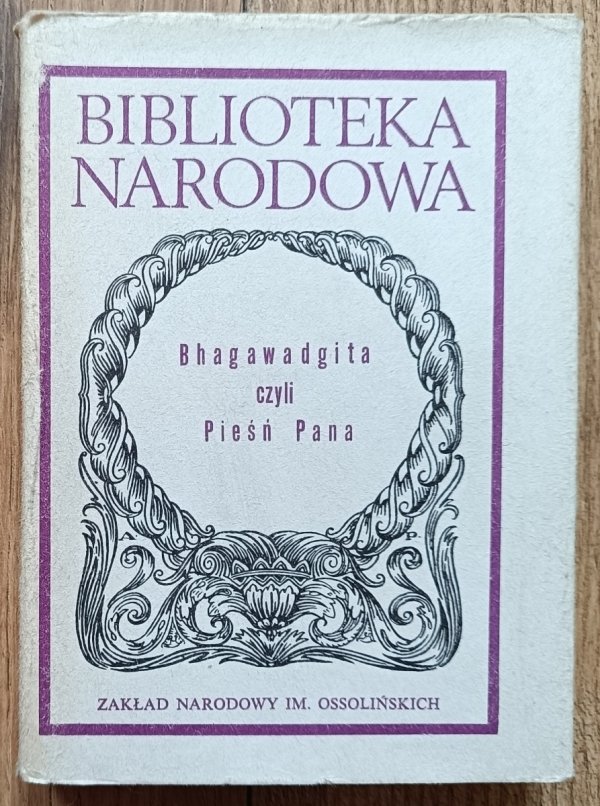 BIBLIOTEKA
NARODOWA
Bhagawadgita
czyli
Pieśń Pana
A P
ZAKŁAD NARODOWY IM. OSSOLIŃSKICH